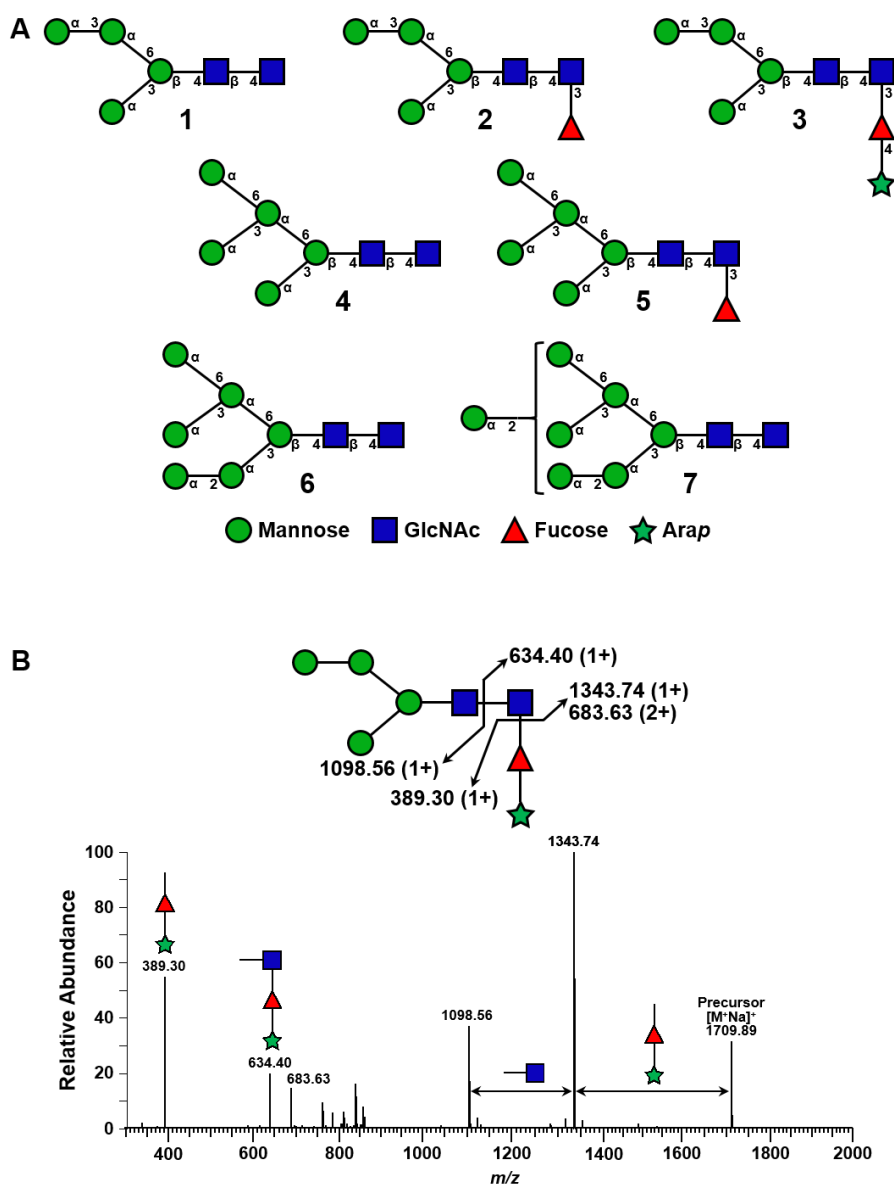 A
α 3 α 6 3 α β 4 β 4
1
α 3 α 6 3 α β 4 β 4 3
2
α 3 α 6 3 α β 4 β 4 3 4
3
α 6 3 α α 6 3 α β 4 β 4
4
α 6 3 α α 6 3 α β 4 β 4 3
5
α 6 3 α α 6 α 2 α 3 β 4 β 4
6
α 2 α 6 3 α α 6 α 2 α 3 β 4 β 4
7
Mannose GlcNAc Fucose Arap
B
634.40 (1+)
1343.74 (1+)
683.63 (2+)
1098.56 (1+)
389.30 (1+)
Relative Abundance
100
80
60
40
20
0
389.30
634.40
683.63
1098.56
1343.74
Precursor
[M+Na]+
1709.89
400 600 800 1000 1200 1400 1600 1800 2000
m/z